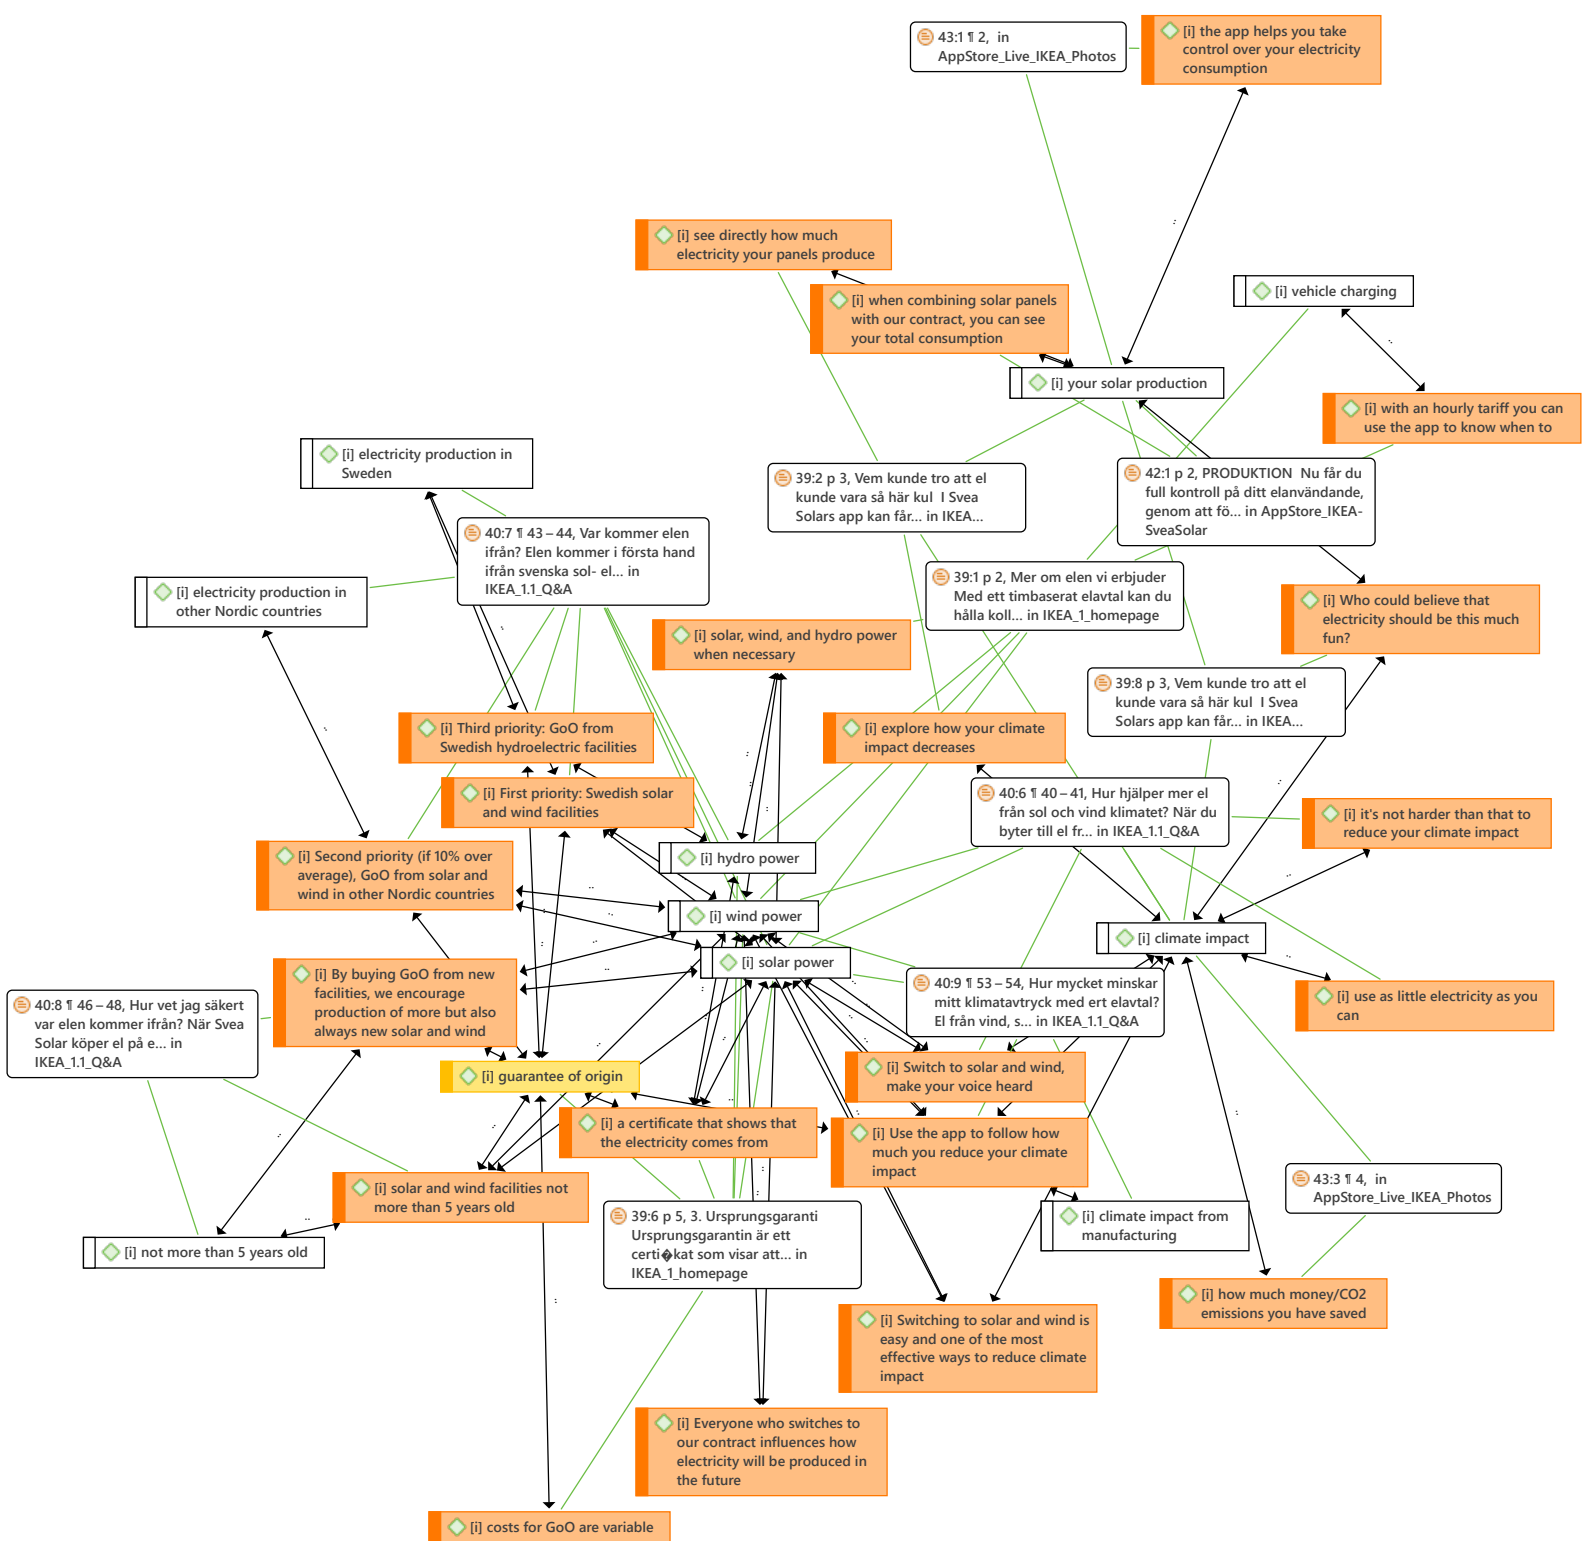 43:1 ¶ 2,  in
AppStore_Live_IKEA_Photos
[i] the app helps you take
control over your electricity
consumption
[i] see directly how much
electricity your panels produce
[i] when combining solar panels
with our contract, you can see
your total consumption
[i] vehicle charging
[i] your solar production
[i] with an hourly tariff you can
use the app to know when to
[i] electricity production in
Sweden
39:2 p 3, Vem kunde tro att el
kunde vara så här kul  I Svea
Solars app kan får... in IKEA...
42:1 p 2, PRODUKTION  Nu får du
full kontroll på ditt elanvändande,
genom att fö... in AppStore_IKEA-
SveaSolar
40:7 ¶ 43 – 44, Var kommer elen
ifrån? Elen kommer i första hand
ifrån svenska sol- el... in
IKEA_1.1_Q&A
[i] electricity production in
other Nordic countries
39:1 p 2, Mer om elen vi erbjuder
Med ett timbaserat elavtal kan du
hålla koll... in IKEA_1_homepage
[i] Who could believe that
electricity should be this much
fun?
[i] solar, wind, and hydro power
when necessary
39:8 p 3, Vem kunde tro att el
kunde vara så här kul  I Svea
Solars app kan får... in IKEA...
[i] Third priority: GoO from
Swedish hydroelectric facilities
[i] explore how your climate
impact decreases
[i] First priority: Swedish solar
and wind facilities
40:6 ¶ 40 – 41, Hur hjälper mer el
från sol och vind klimatet? När du
byter till el fr... in IKEA_1.1_Q&A
[i] it's not harder than that to
reduce your climate impact
[i] Second priority (if 10% over
average), GoO from solar and
wind in other Nordic countries
[i] hydro power
[i] wind power
[i] climate impact
[i] solar power
[i] By buying GoO from new
facilities, we encourage
production of more but also
always new solar and wind
40:9 ¶ 53 – 54, Hur mycket minskar
mitt klimatavtryck med ert elavtal?
El från vind, s... in IKEA_1.1_Q&A
[i] use as little electricity as you
can
40:8 ¶ 46 – 48, Hur vet jag säkert
var elen kommer ifrån? När Svea
Solar köper el på e... in
IKEA_1.1_Q&A
[i] guarantee of origin
[i] Switch to solar and wind,
make your voice heard
[i] a certificate that shows that
the electricity comes from
[i] Use the app to follow how
much you reduce your climate
impact
[i] solar and wind facilities not
more than 5 years old
43:3 ¶ 4,  in
AppStore_Live_IKEA_Photos
39:6 p 5, 3. Ursprungsgaranti
Ursprungsgarantin är ett
certi�kat som visar att... in
IKEA_1_homepage
[i] climate impact from
manufacturing
[i] not more than 5 years old
[i] how much money/CO2
emissions you have saved
[i] Switching to solar and wind is
easy and one of the most
effective ways to reduce climate
impact
[i] Everyone who switches to
our contract influences how
electricity will be produced in
the future
[i] costs for GoO are variable